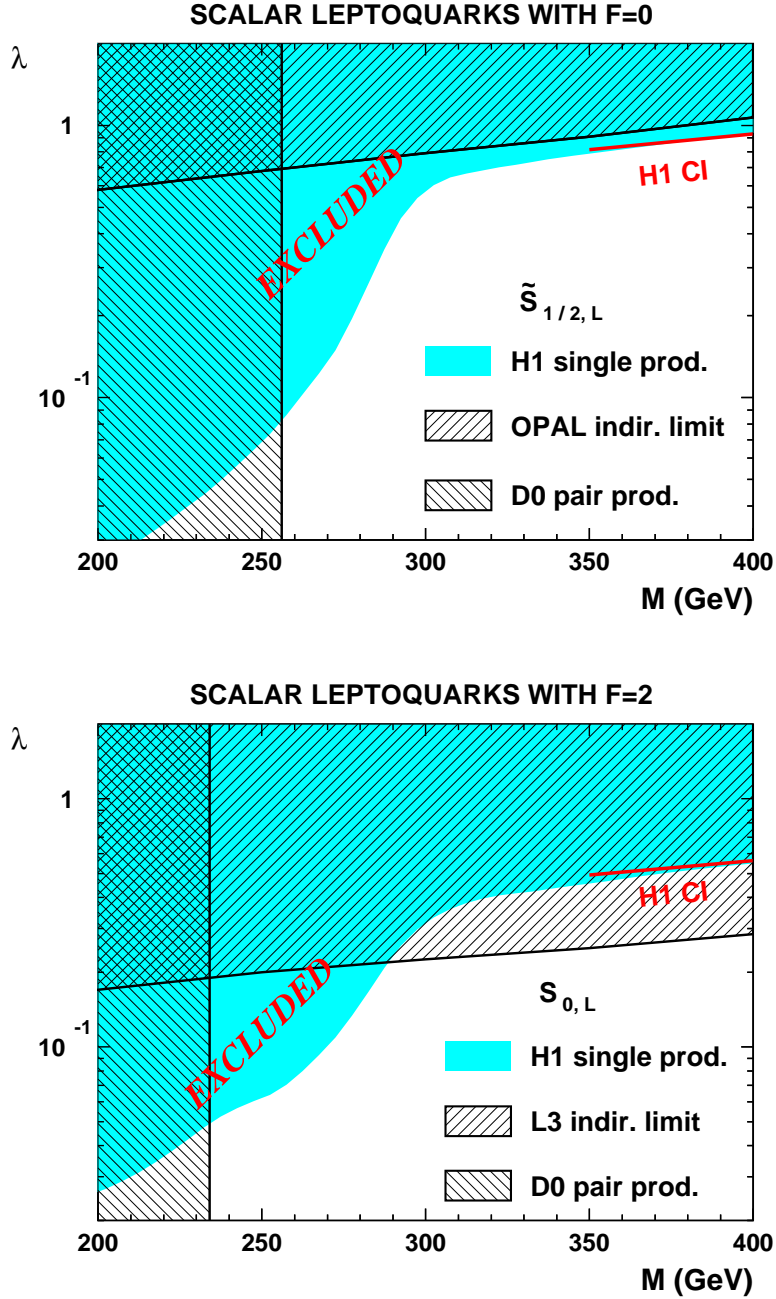 SCALAR LEPTOQUARKS WITH F=0
λ
1
10 -1
EXCLUDED
H1 CI
S̃ 1 / 2, L
H1 single prod.
OPAL indir. limit
D0 pair prod.
200 250 300 350 400
M (GeV)
SCALAR LEPTOQUARKS WITH F=2
λ
1
10 -1
EXCLUDED
H1 CI
S 0, L
H1 single prod.
L3 indir. limit
D0 pair prod.
200 250 300 350 400
M (GeV)